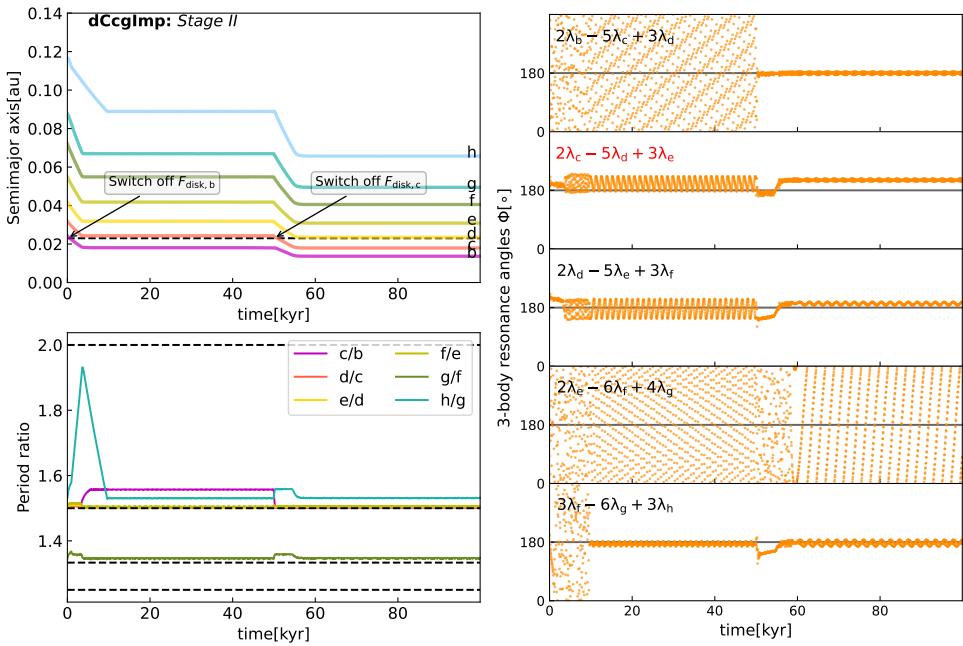 dCcgImp: Stage II
0.14
0.12
0.10
0.08
0.06
0.04
0.02
0.00
Semimajor axis[au]
Switch off F_disk, b
Switch off F_disk, c
h
g
f
e
d
c
b
0
20
40
60
80
time[kyr]
2.0
1.8
1.6
1.4
Period ratio
c/b
d/c
e/d
f/e
g/f
h/g
0
20
40
60
80
time[kyr]
3-body resonance angles Φ[∘]
2λ_b − 5λ_c + 3λ_d
180
0
2λ_c − 5λ_d + 3λ_e
180
0
2λ_d − 5λ_e + 3λ_f
180
0
2λ_e − 6λ_f + 4λ_g
180
0
3λ_f − 6λ_g + 3λ_h
180
0
0
20
40
60
80
time[kyr]